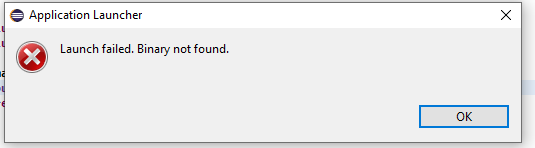 Application Launcher
Launch failed. Binary not found.
OK